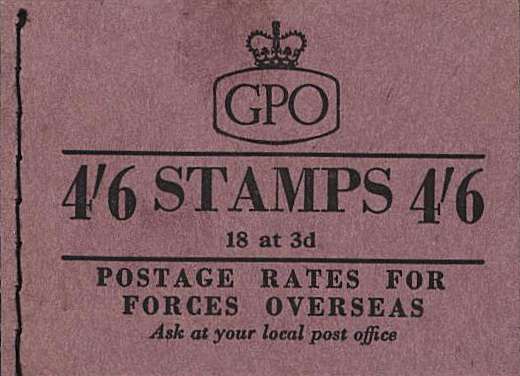 GPO
4'6 STAMPS 4'6
18 at 3d
POSTAGE RATES FOR
FORCES OVERSEAS
Ask at your local post office